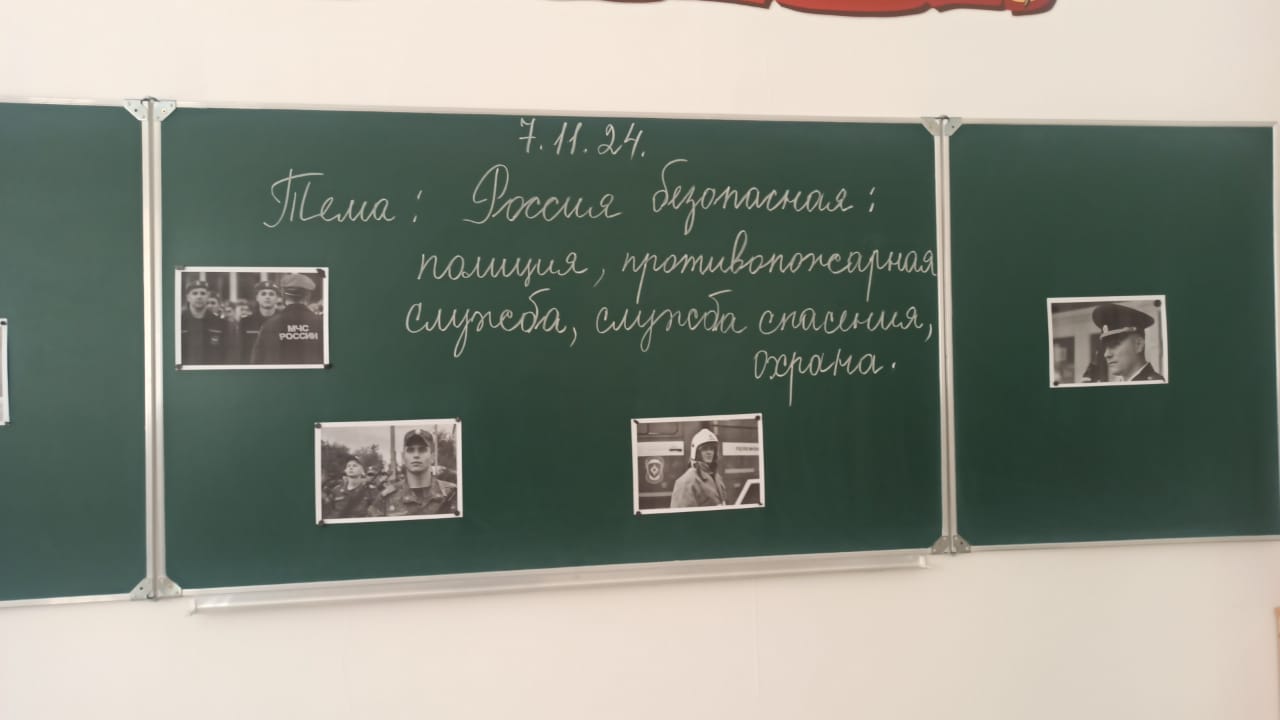 7.11.24.
Тема: Россия безопасная:
полиция, противопожарная
служба, служба спасения,
охрана.
МЧС
РОССИИ